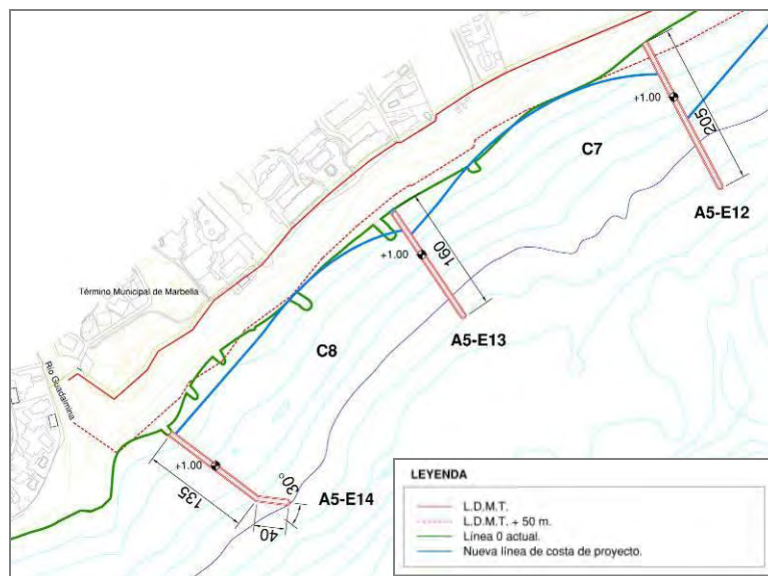 +1.00
205
C7
A5-E12
+1.00
160
A5-E13
Término Municipal de Marbella
C8
Río Guadalmina
+1.00
135
40
30°
A5-E14
LEYENDA
L.D.M.T.
L.D.M.T. + 50 m.
Línea 0 actual.
Nueva línea de costa de proyecto.